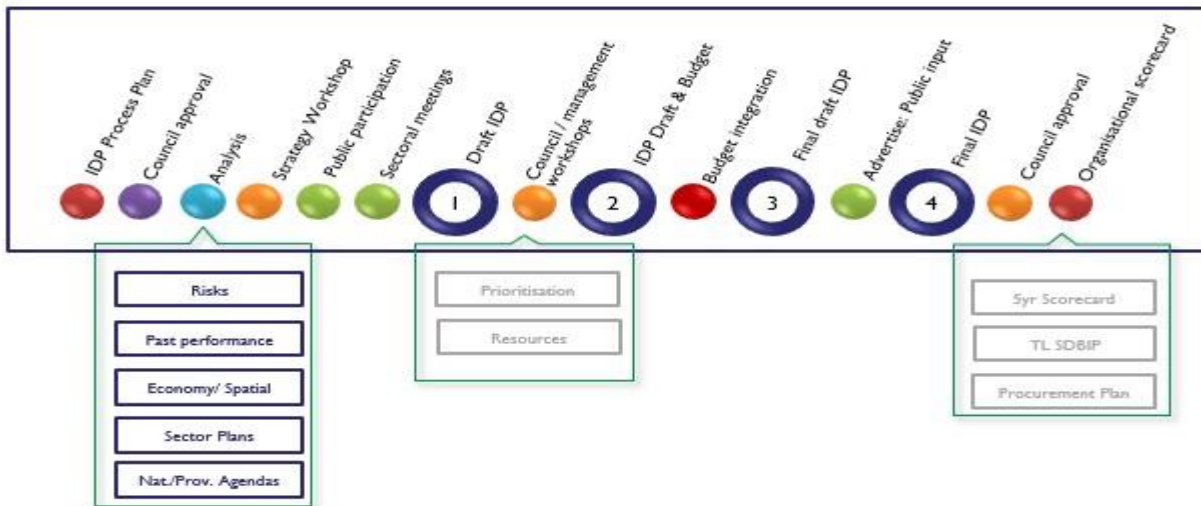 IDP Process Plan
Council approval
Analysis
Strategy Workshop
Public participation
Sectoral meetings
Draft IDP
Council / management
workshops
IDP Draft & Budget
Budget integration
Final draft IDP
Advertise: Public input
Final IDP
Council approval
Organisational scorecard
1
2
3
4
Risks
Past performance
Economy/ Spatial
Sector Plans
Nat./Prov. Agendas
Prioritisation
Resources
5yr Scorecard
TL SDBIP
Procurement Plan